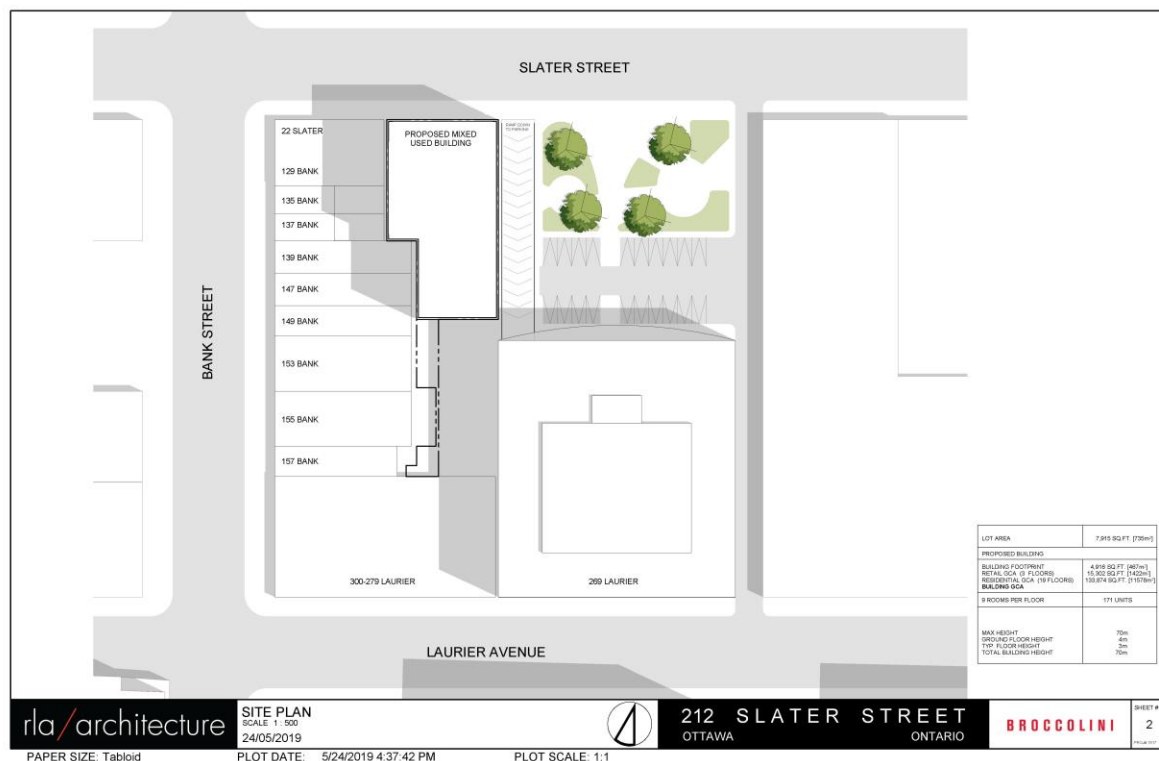 SLATER STREET
22 SLATER
PROPOSED MIXED
USED BUILDING
RAMP DOWN
TO PARKING
129 BANK
135 BANK
137 BANK
139 BANK
147 BANK
149 BANK
153 BANK
155 BANK
157 BANK
BANK STREET
300-279 LAURIER
269 LAURIER
LAURIER AVENUE
LOT AREA 7,915 SQ.FT. [735m²]
PROPOSED BUILDING
BUILDING FOOTPRINT 4,916 SQ.FT. [467m²]
RETAIL GCA (3 FLOORS) 15,302 SQ.FT. [1422m²]
RESIDENTIAL GCA (19 FLOORS) [11578m²]
BUILDING GCA
9 ROOMS PER FLOOR 171 UNITS
MAX HEIGHT 70m
GROUND FLOOR HEIGHT 4m
TYP. FLOOR HEIGHT 3m
TOTAL BUILDING HEIGHT 70m
rla/architecture
SITE PLAN
SCALE 1 : 500
24/05/2019
212 SLATER STREET
OTTAWA ONTARIO
BROCCOLINI
SHEET #
2
PAPER SIZE: Tabloid PLOT DATE: 5/24/2019 4:37:42 PM PLOT SCALE: 1:1